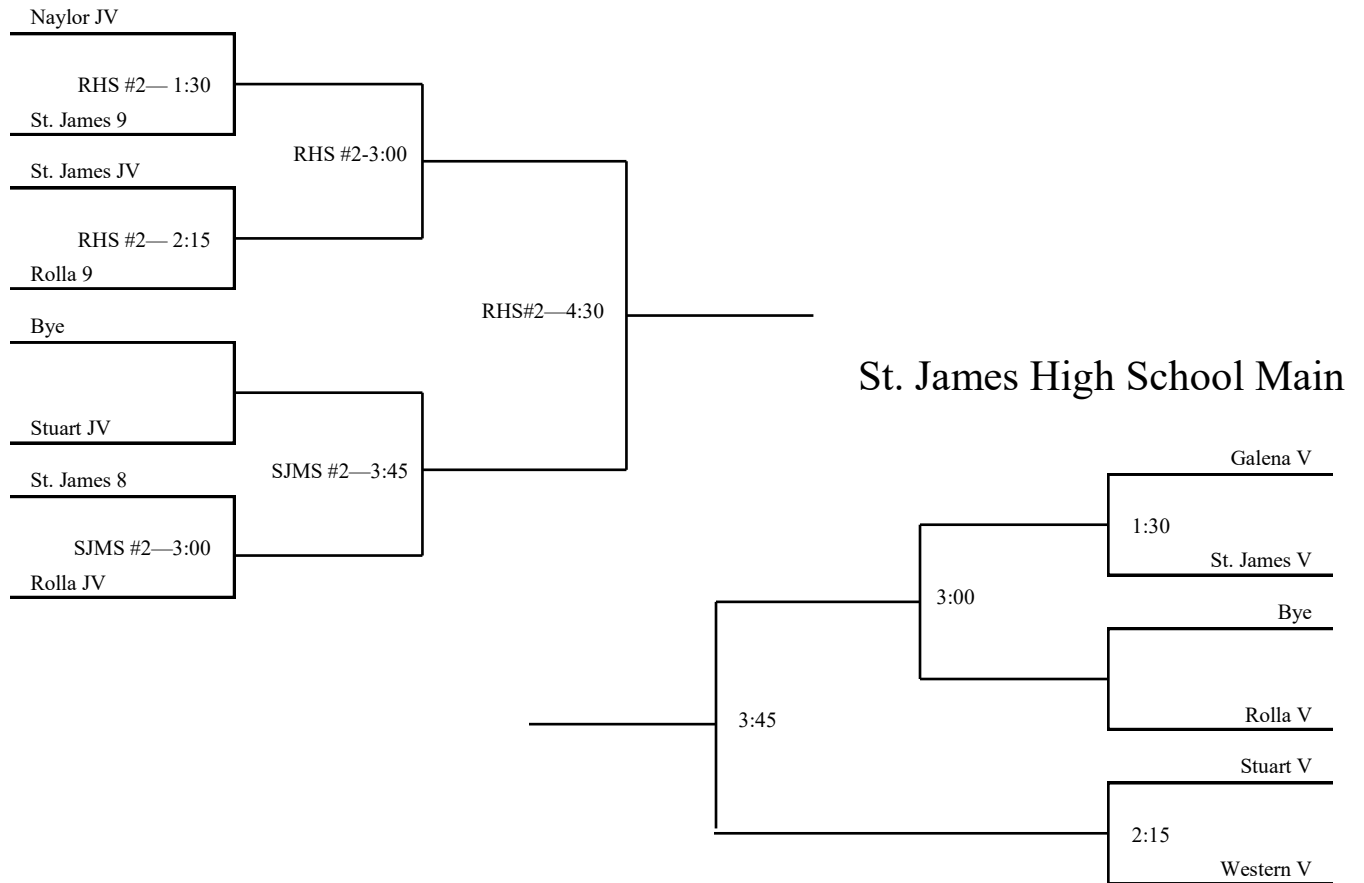 Naylor JV
RHS #2— 1:30
St. James 9
RHS #2-3:00
St. James JV
RHS #2— 2:15
Rolla 9
RHS#2—4:30
Bye
Stuart JV
SJMS #2—3:45
St. James 8
SJMS #2—3:00
Rolla JV
St. James High School Main
Galena V
1:30
St. James V
3:00
Bye
Rolla V
3:45
Stuart V
2:15
Western V